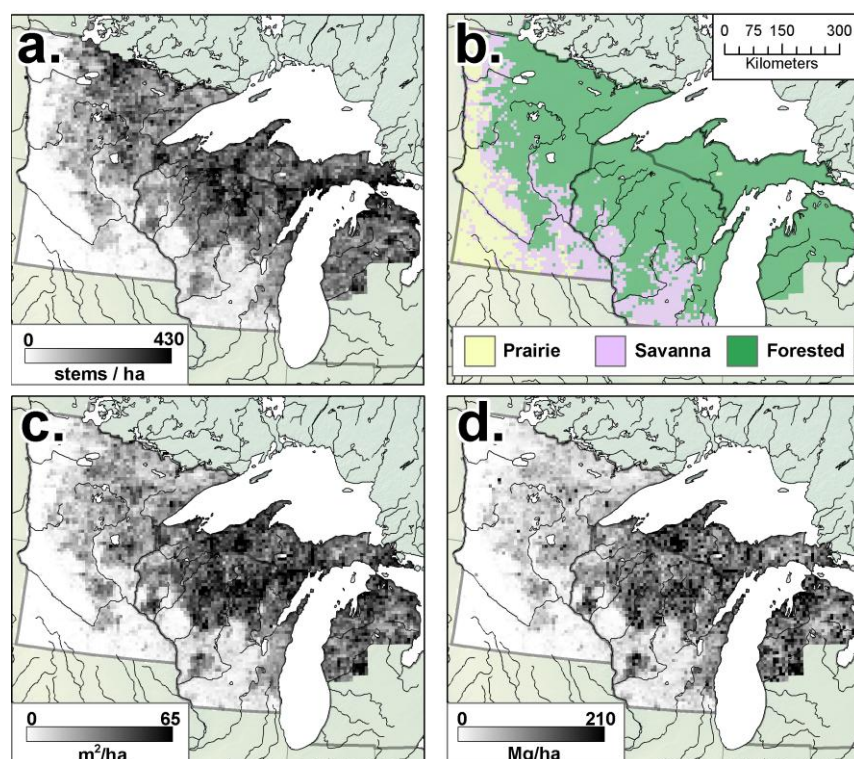 a.
0 430
stems / ha
b.
0 75 150 300
Kilometers
Prairie Savanna Forested
c.
0 65
m²/ha
d.
0 210
Mg/ha